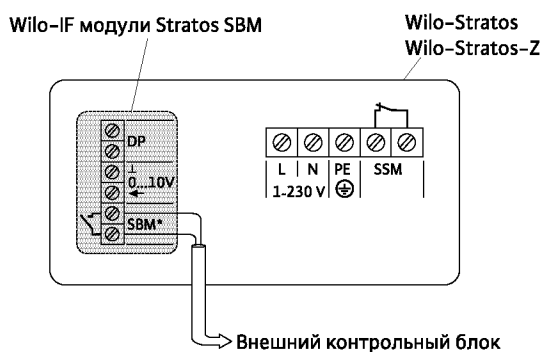 Wilo-IF модули Stratos SBM
Wilo-Stratos
Wilo-Stratos-Z
DP
⊥
0...10V
SBM*
L N PE SSM
1~230 V
Внешний контрольный блок